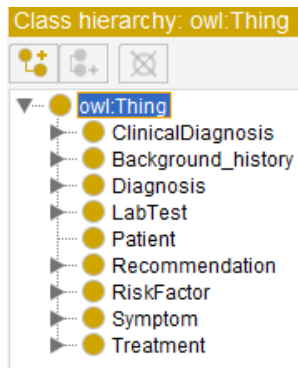 Class hierarchy: owl:Thing
owl:Thing
ClinicalDiagnosis
Background_history
Diagnosis
LabTest
Patient
Recommendation
RiskFactor
Symptom
Treatment